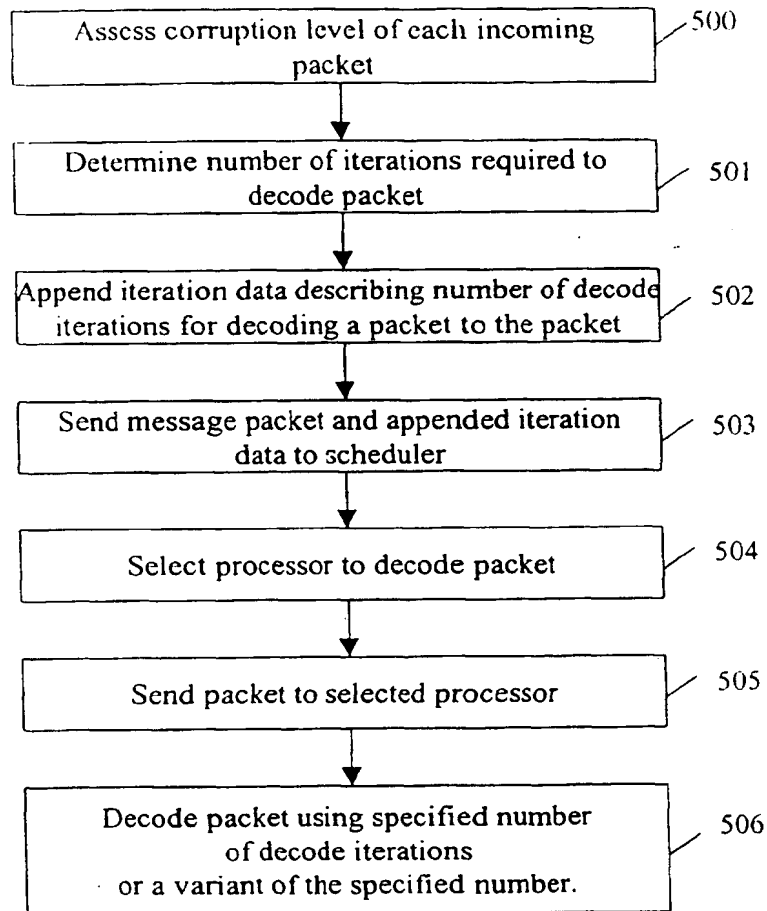 Assess corruption level of each incoming
packet
500
Determine number of iterations required to
decode packet
501
Append iteration data describing number of decode
iterations for decoding a packet to the packet
502
Send message packet and appended iteration
data to scheduler
503
Select processor to decode packet
504
Send packet to selected processor
505
Decode packet using specified number
of decode iterations
or a variant of the specified number.
506